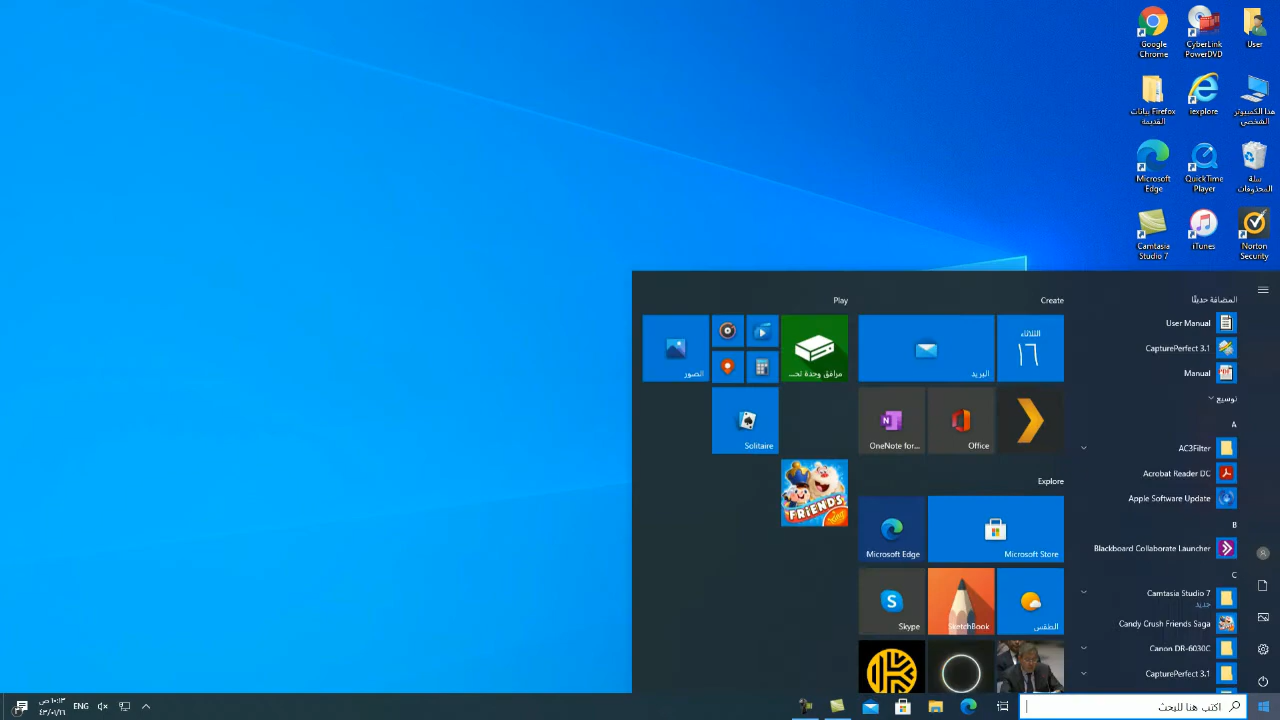 Google Chrome
CyberLink PowerDVD
User
بيانات Firefox القديمة
iexplore
هذا الكمبيوتر الشخصي
Microsoft Edge
QuickTime Player
سلة المحذوفات
Camtasia Studio 7
iTunes
Norton Security
المضافة حديثًا
User Manual
CapturePerfect 3.1
Manual
توسيع
A
AC3Filter
Acrobat Reader DC
Apple Software Update
B
Blackboard Collaborate Launcher
C
Camtasia Studio 7
جديد
Candy Crush Friends Saga
Canon DR-6030C
CapturePerfect 3.1
Create
الثلاثاء
١٦
البريد
Office
OneNote for...
Explore
Microsoft Store
Microsoft Edge
الطقس
SketchBook
Skype
Play
مرافق وحدة تحـ...
الصور
Solitaire
FRiENDS
اكتب هنا للبحث
ENG